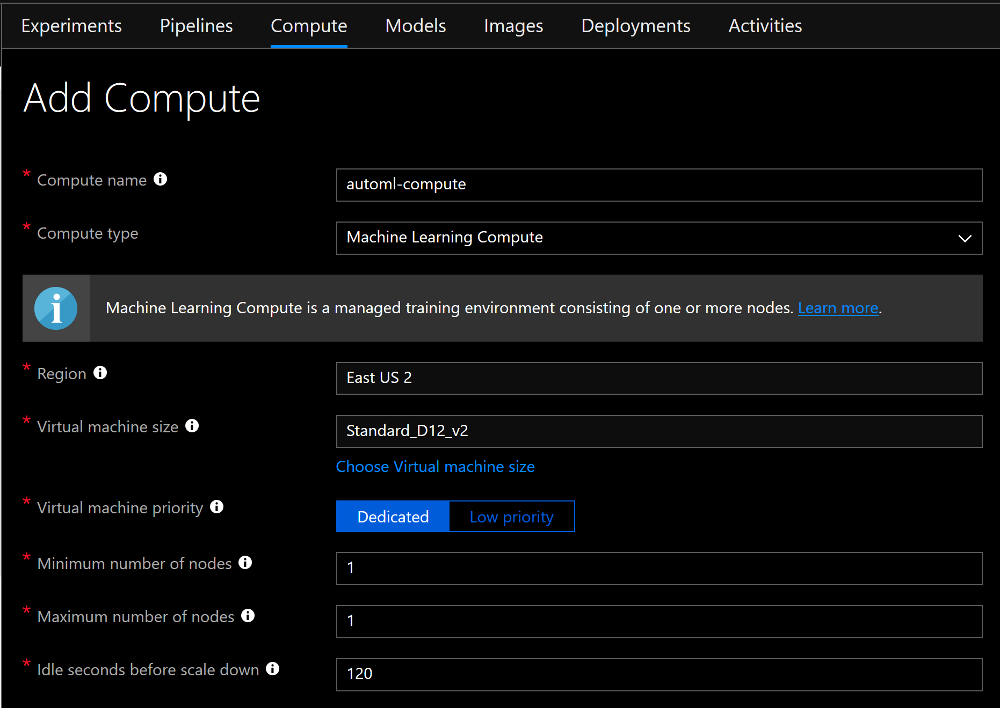 Experiments Pipelines Compute Models Images Deployments Activities
Add Compute
* Compute name automl-compute
* Compute type Machine Learning Compute
Machine Learning Compute is a managed training environment consisting of one or more nodes. Learn more.
* Region East US 2
* Virtual machine size Standard_D12_v2
Choose Virtual machine size
* Virtual machine priority Dedicated Low priority
* Minimum number of nodes 1
* Maximum number of nodes 1
* Idle seconds before scale down 120